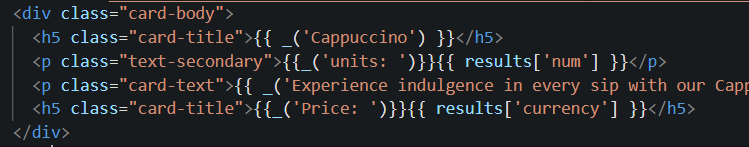 <div class="card-body">
<h5 class="card-title">{{ _('Cappuccino') }}</h5>
<p class="text-secondary">{{_('units: ')}}{{ results['num'] }}</p>
<p class="card-text">{{ _('Experience indulgence in every sip with our Capp
<h5 class="card-title">{{_('Price: ')}}{{ results['currency'] }}</h5>
</div>